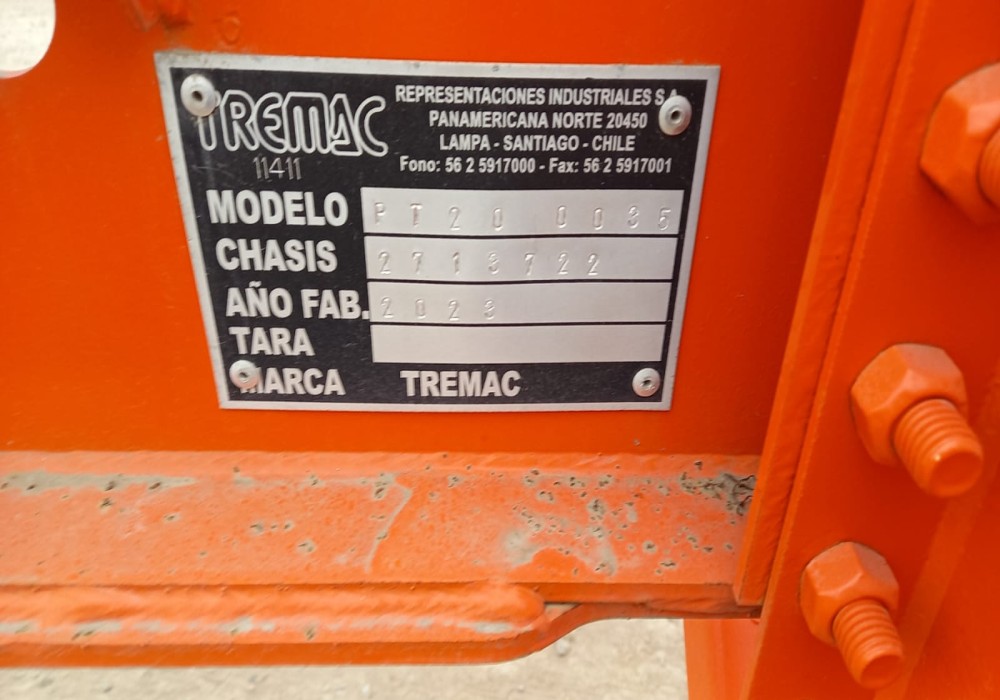 TREMAC
11411
REPRESENTACIONES INDUSTRIALES S.A.
PANAMERICANA NORTE 20450
LAMPA - SANTIAGO - CHILE
Fono: 56 2 5917000 - Fax: 56 2 5917001
MODELO PT20 0035
CHASIS 2713722
AÑO FAB. 2023
TARA
MARCA TREMAC